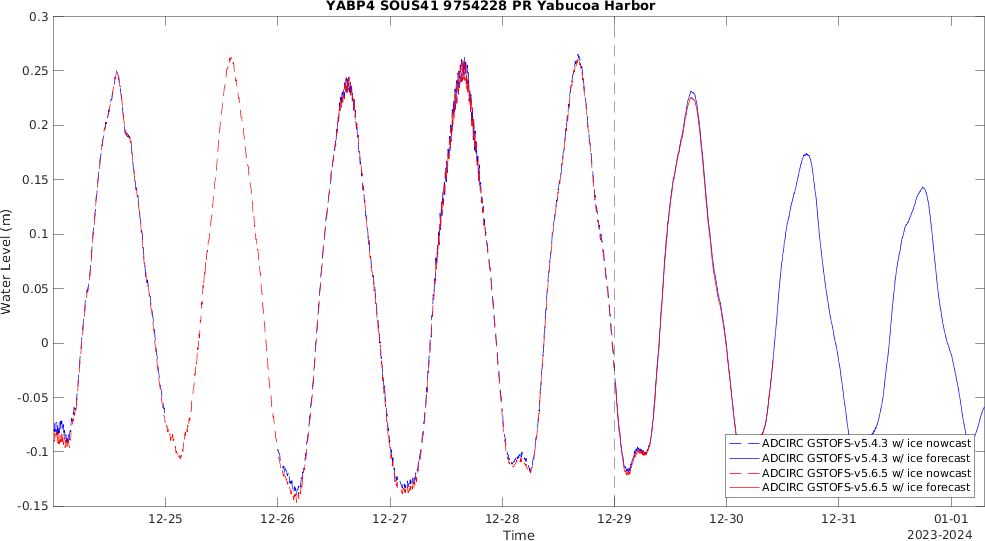 YABP4 SOUS41 9754228 PR Yabucoa Harbor
0.3
0.25
0.2
0.15
0.1
0.05
0
-0.05
-0.1
-0.15
Water Level (m)
12-25
12-26
12-27
12-28
12-29
12-30
12-31
01-01
Time
2023-2024
ADCIRC GSTOFS-v5.4.3 w/ ice nowcast
ADCIRC GSTOFS-v5.4.3 w/ ice forecast
ADCIRC GSTOFS-v5.6.5 w/ ice nowcast
ADCIRC GSTOFS-v5.6.5 w/ ice forecast